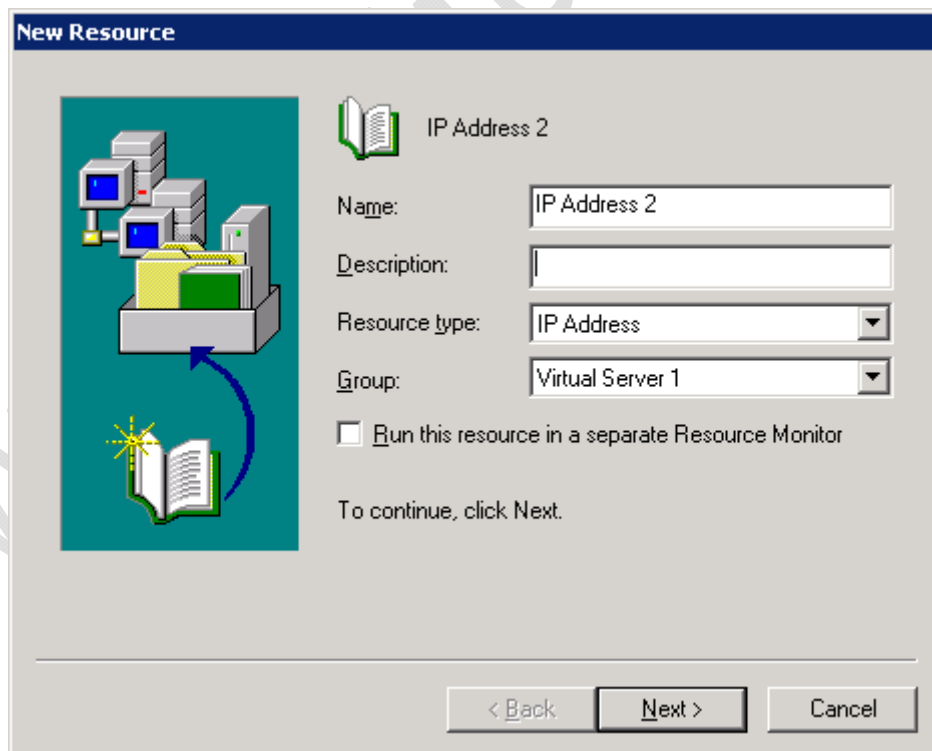 New Resource
IP Address 2
Name: IP Address 2
Description:
Resource type: IP Address
Group: Virtual Server 1
Run this resource in a separate Resource Monitor
To continue, click Next.
< Back Next > Cancel